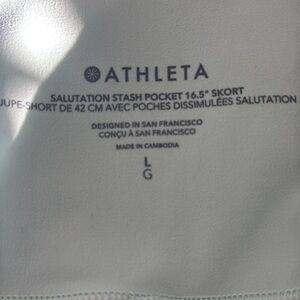 ATHLETA
SALUTATION STASH POCKET 16.5" SKORT
JUPE-SHORT DE 42 CM AVEC POCHES DISSIMULÉES SALUTATION
DESIGNED IN SAN FRANCISCO
CONÇU À SAN FRANCISCO
MADE IN CAMBODIA
L
G